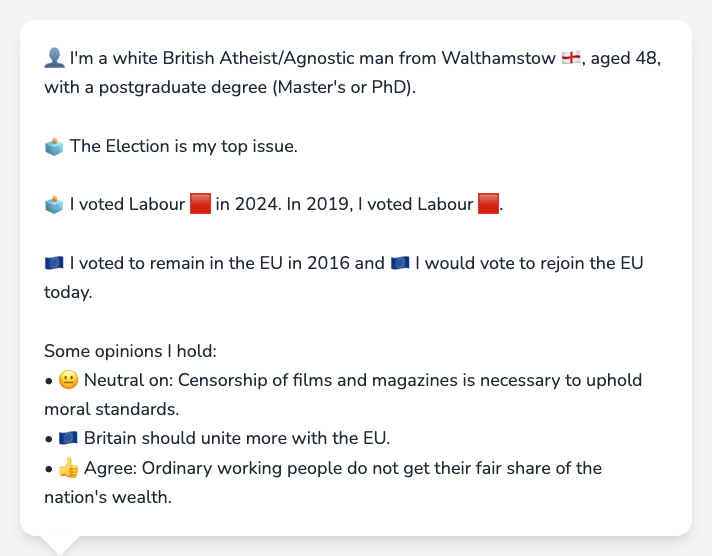 👤 I'm a white British Atheist/Agnostic man from Walthamstow 🏴󠁧󠁢󠁥󠁮󠁧󠁿, aged 48,
with a postgraduate degree (Master's or PhD).
🗳️ The Election is my top issue.
🗳️ I voted Labour 🟥 in 2024. In 2019, I voted Labour 🟥.
🇪🇺 I voted to remain in the EU in 2016 and 🇪🇺 I would vote to rejoin the EU
today.
Some opinions I hold:
• 😐 Neutral on: Censorship of films and magazines is necessary to uphold
moral standards.
• 🇪🇺 Britain should unite more with the EU.
• 👍 Agree: Ordinary working people do not get their fair share of the
nation's wealth.